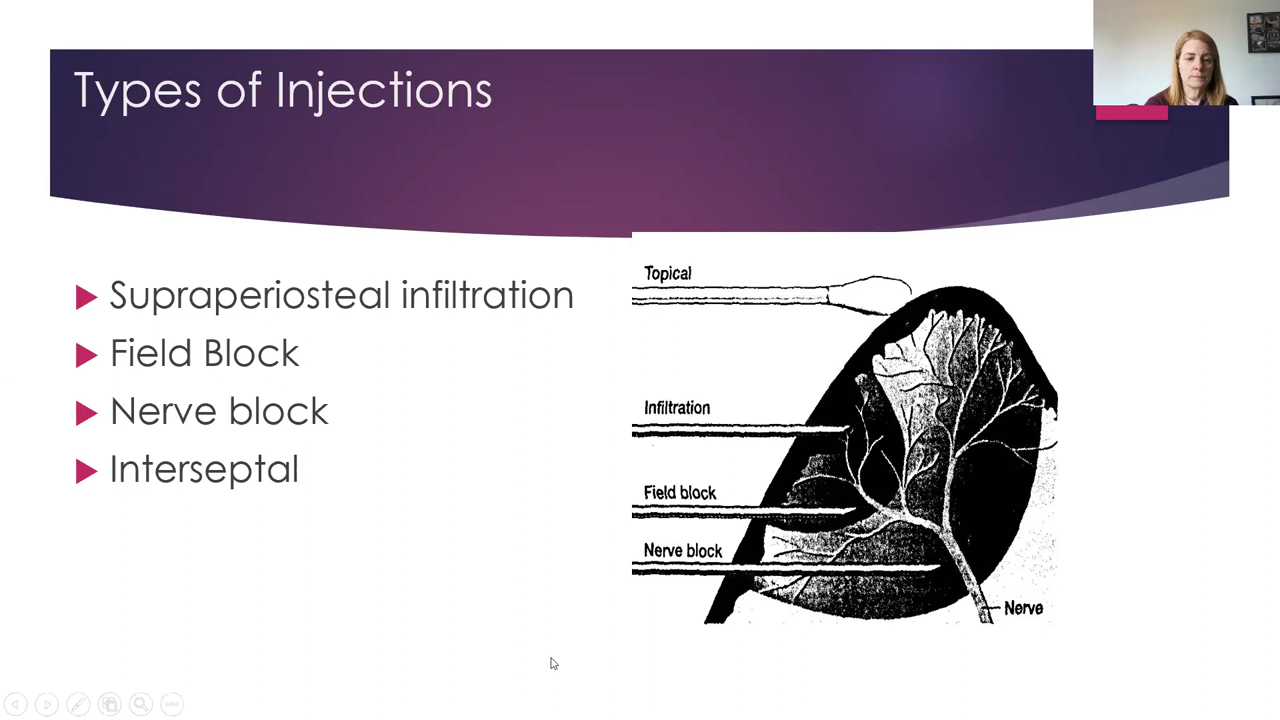 Types of Injections
Supraperiosteal infiltration
Field Block
Nerve block
Interseptal
Topical
Infiltration
Field block
Nerve block
Nerve